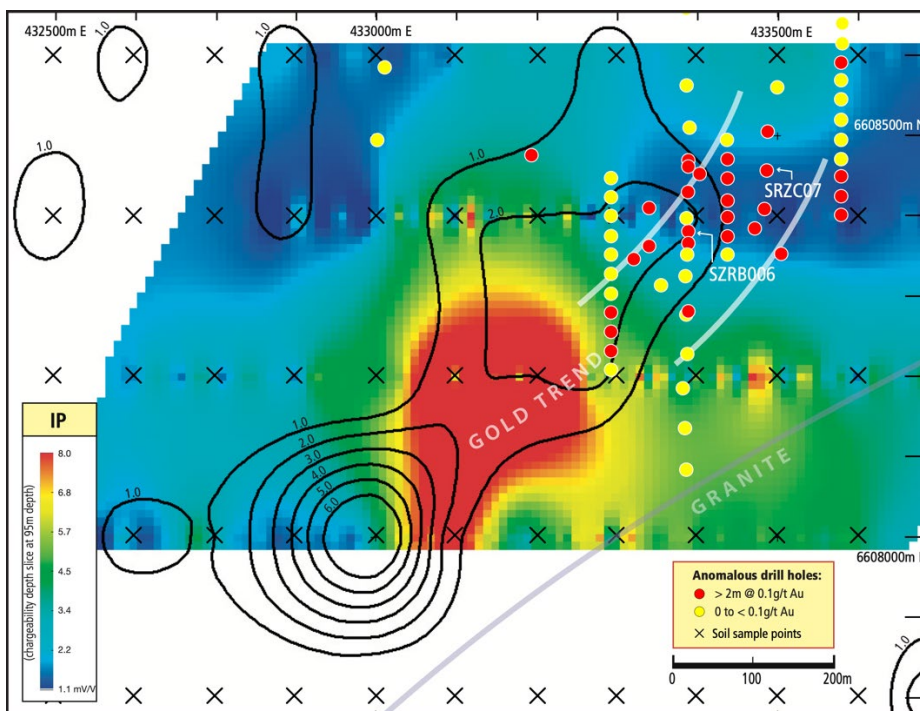 432500m E
433000m E
433500m E
1.0
1.0
1.0
6608500m N
1.0
SRZC07
2.0
SZRB006
GOLD TREND
IP
8.0
6.8
5.7
4.5
3.4
2.2
1.1 mV/V
(chargeability depth slice at 95m depth)
1.0
2.0
3.0
4.0
5.0
6.0
1.0
GRANITE
6608000m N
Anomalous drill holes:
> 2m @ 0.1g/t Au
0 to < 0.1g/t Au
Soil sample points
0 100 200m
1.0